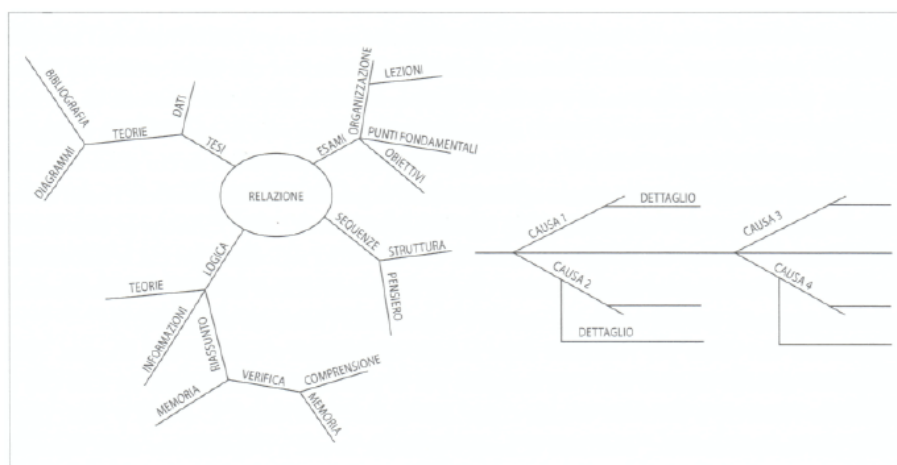 BIBLIOGRAFIA
DIAGRAMMI
TEORIE
DATI
TESI
RELAZIONE
ESAMI
ORGANIZZAZIONE
LEZIONI
PUNTI FONDAMENTALI
OBIETTIVI
SEQUENZE
STRUTTURA
PENSIERO
LOGICA
TEORIE
INFORMAZIONI
RIASSUNTO
MEMORIA
VERIFICA
COMPRENSIONE
MEMORIA
CAUSA 1
DETTAGLIO
CAUSA 2
DETTAGLIO
CAUSA 3
CAUSA 4